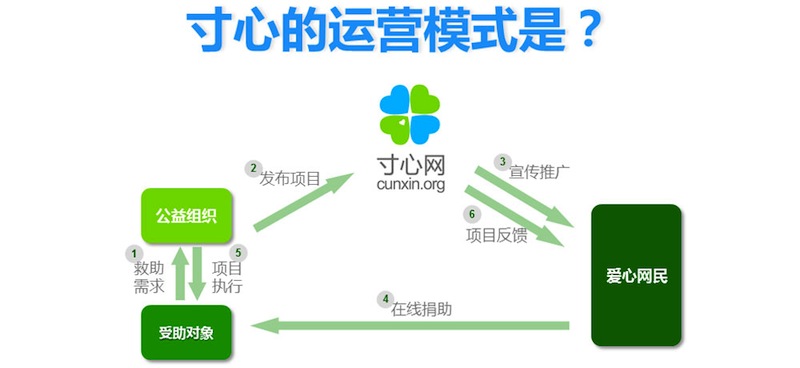 寸心的运营模式是？
寸心网
cunxin.org
2
发布项目
3
宣传推广
公益组织
6
项目反馈
1
救助
需求
5
项目
执行
爱心网民
4
在线捐助
受助对象